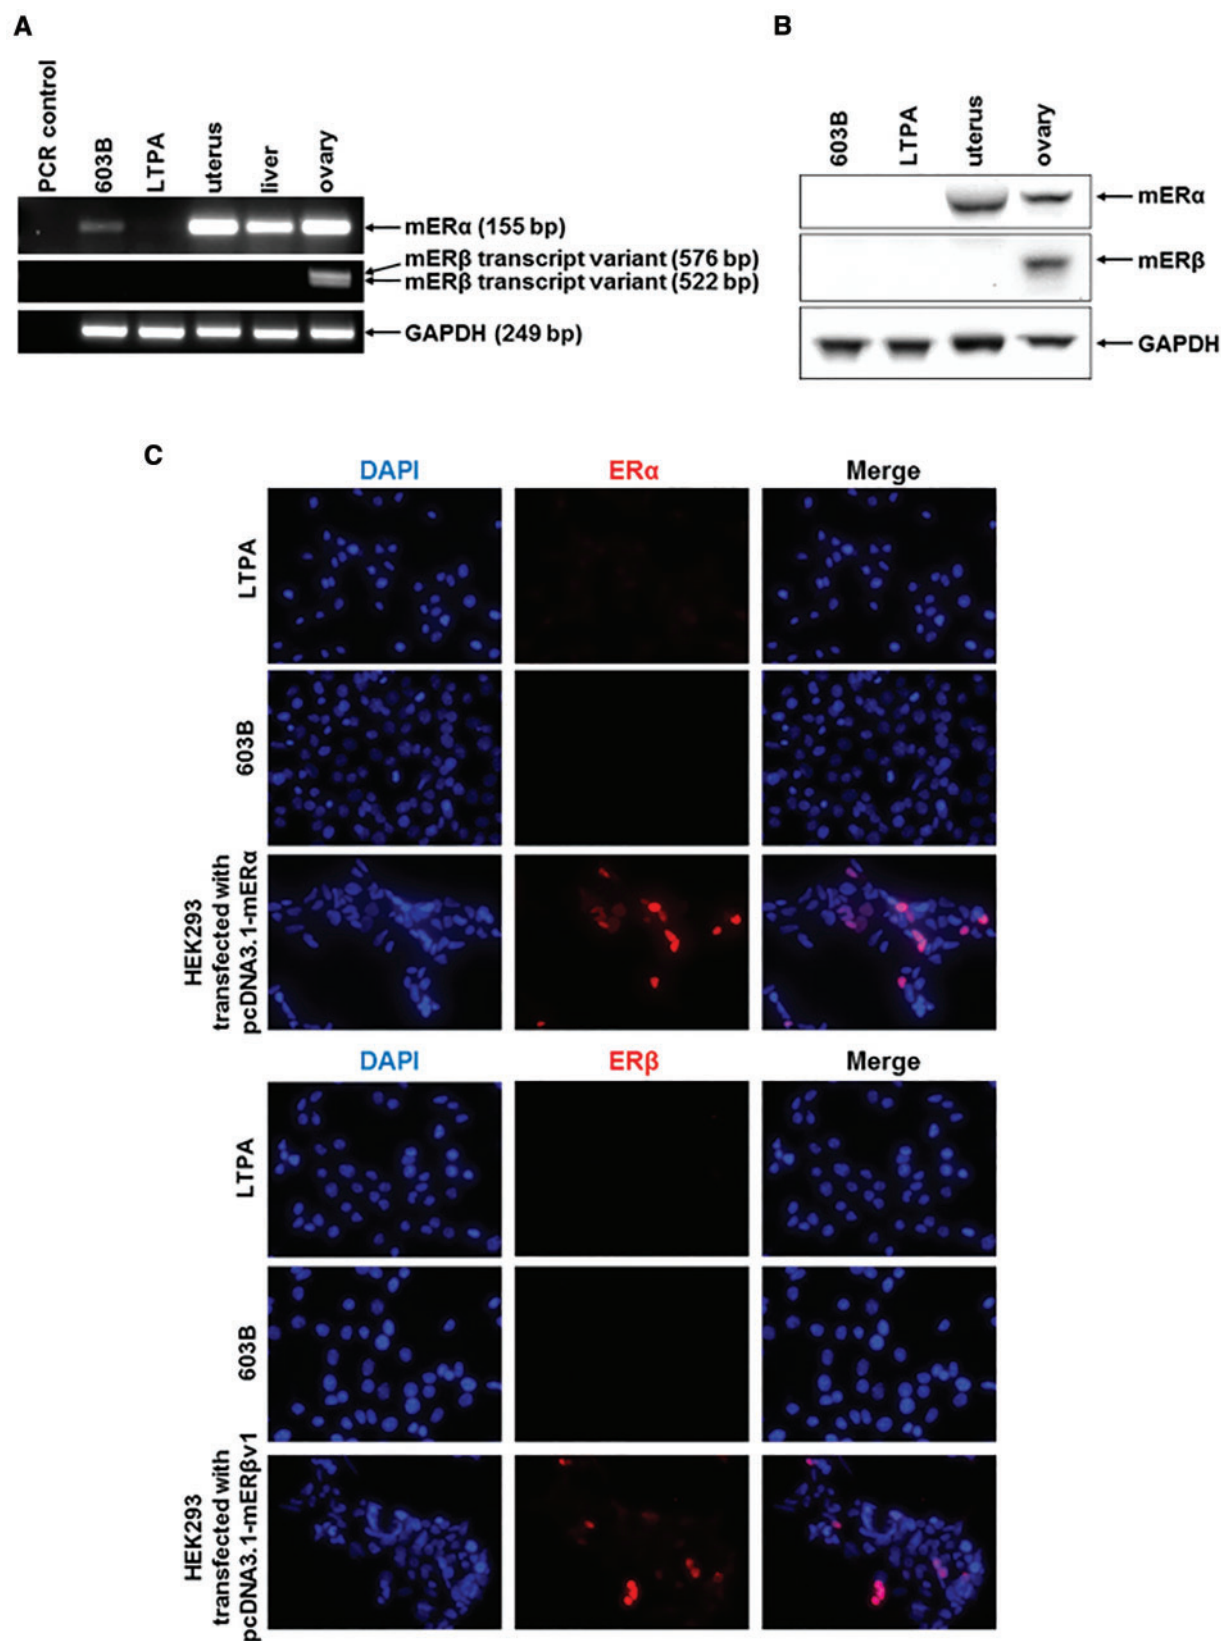 A
PCR control
603B
LTPA
uterus
liver
ovary
mERα (155 bp)
mERβ transcript variant (576 bp)
mERβ transcript variant (522 bp)
GAPDH (249 bp)
B
603B
LTPA
uterus
ovary
mERα
mERβ
GAPDH
C
DAPI
ERα
Merge
LTPA
603B
HEK293
transfected with
pcDNA3.1-mERα
DAPI
ERβ
Merge
LTPA
603B
HEK293
transfected with
pcDNA3.1-mERβv1